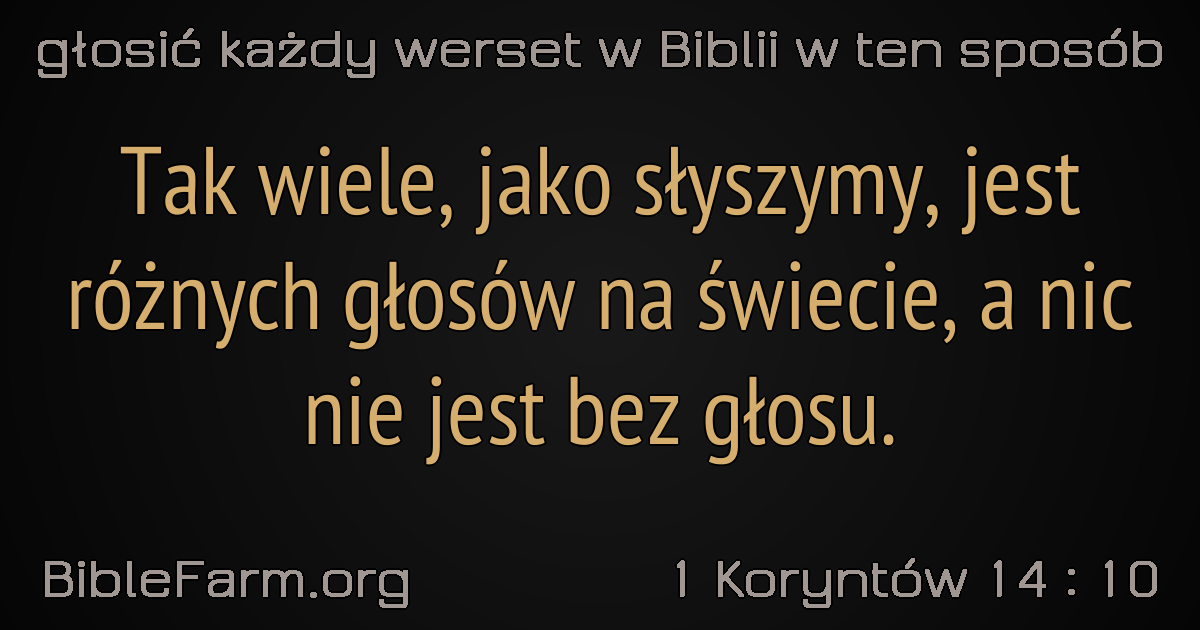 głosić każdy werset w Biblii w ten sposób
Tak wiele, jako słyszymy, jest
różnych głosów na świecie, a nic
nie jest bez głosu.
BibleFarm.org
1 Koryntów 14 : 10